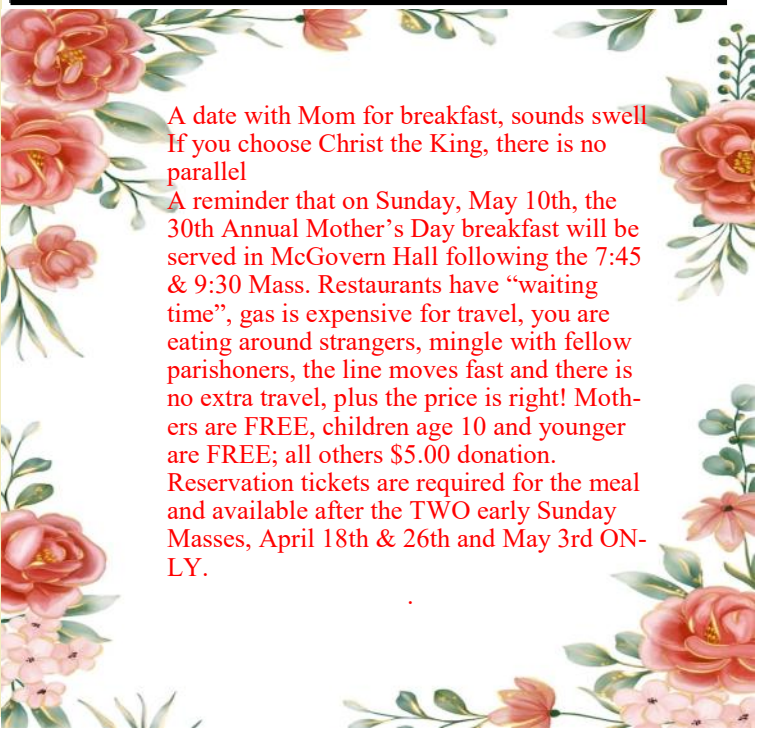 A date with Mom for breakfast, sounds swell
If you choose Christ the King, there is no
parallel
A reminder that on Sunday, May 10th, the
30th Annual Mother’s Day breakfast will be
served in McGovern Hall following the 7:45
& 9:30 Mass. Restaurants have “waiting
time”, gas is expensive for travel, you are
eating around strangers, mingle with fellow
parishoners, the line moves fast and there is
no extra travel, plus the price is right! Moth-
ers are FREE, children age 10 and younger
are FREE; all others $5.00 donation.
Reservation tickets are required for the meal
and available after the TWO early Sunday
Masses, April 18th & 26th and May 3rd ON-
LY.
.